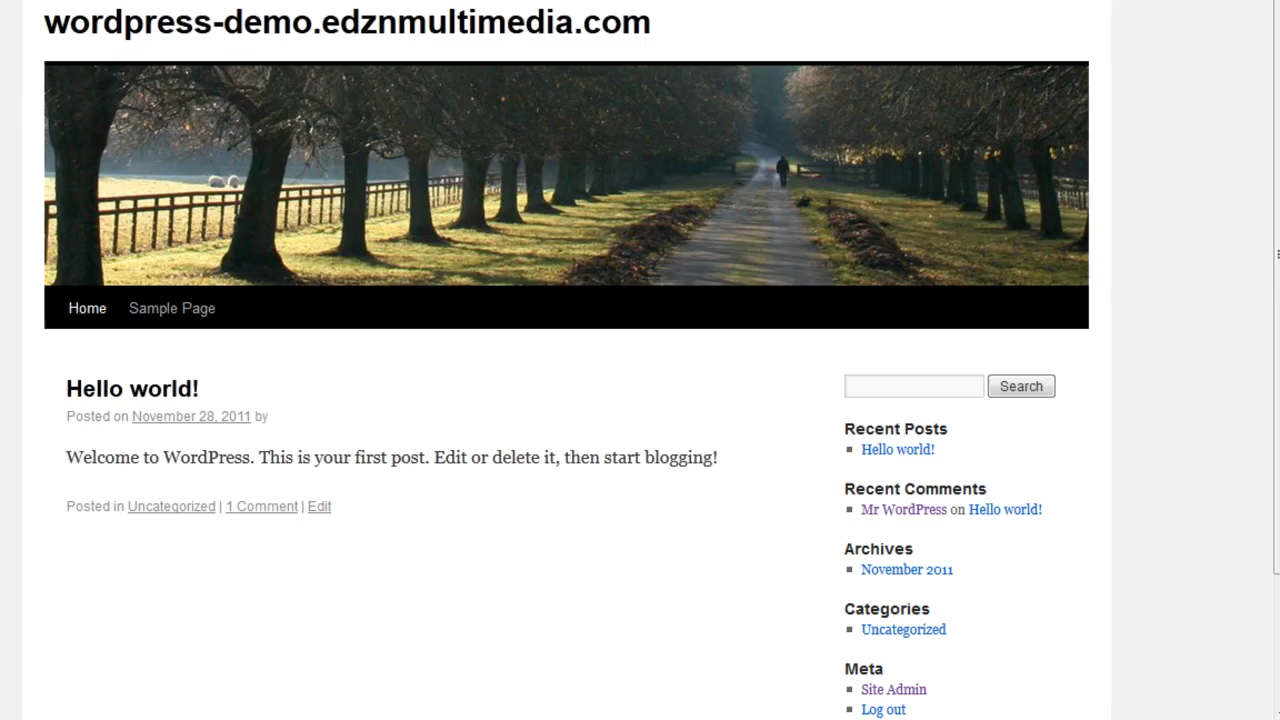 wordpress-demo.edznmultimedia.com
Home Sample Page
Hello world!
Posted on November 28, 2011 by
Welcome to WordPress. This is your first post. Edit or delete it, then start blogging!
Posted in Uncategorized | 1 Comment | Edit
Search
Recent Posts
Hello world!
Recent Comments
Mr WordPress on Hello world!
Archives
November 2011
Categories
Uncategorized
Meta
Site Admin
Log out